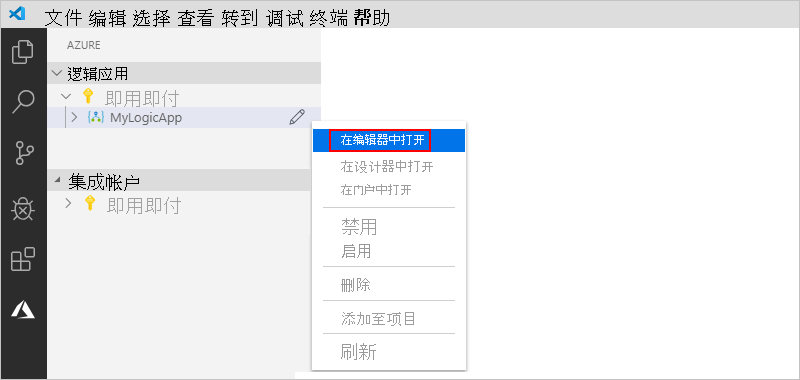 文件 编辑 选择 查看 转到 调试 终端 帮助
AZURE
逻辑应用
即用即付
MyLogicApp
在编辑器中打开
在设计器中打开
在门户中打开
集成帐户
即用即付
禁用
启用
删除
添加至项目
刷新